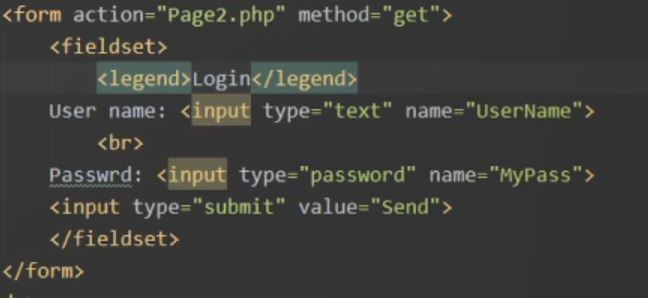 <form action="Page2.php" method="get">
<fieldset>
<legend>Login</legend>
User name: <input type="text" name="UserName">
<br>
Passwrd: <input type="password" name="MyPass">
<input type="submit" value="Send">
</fieldset>
</form>